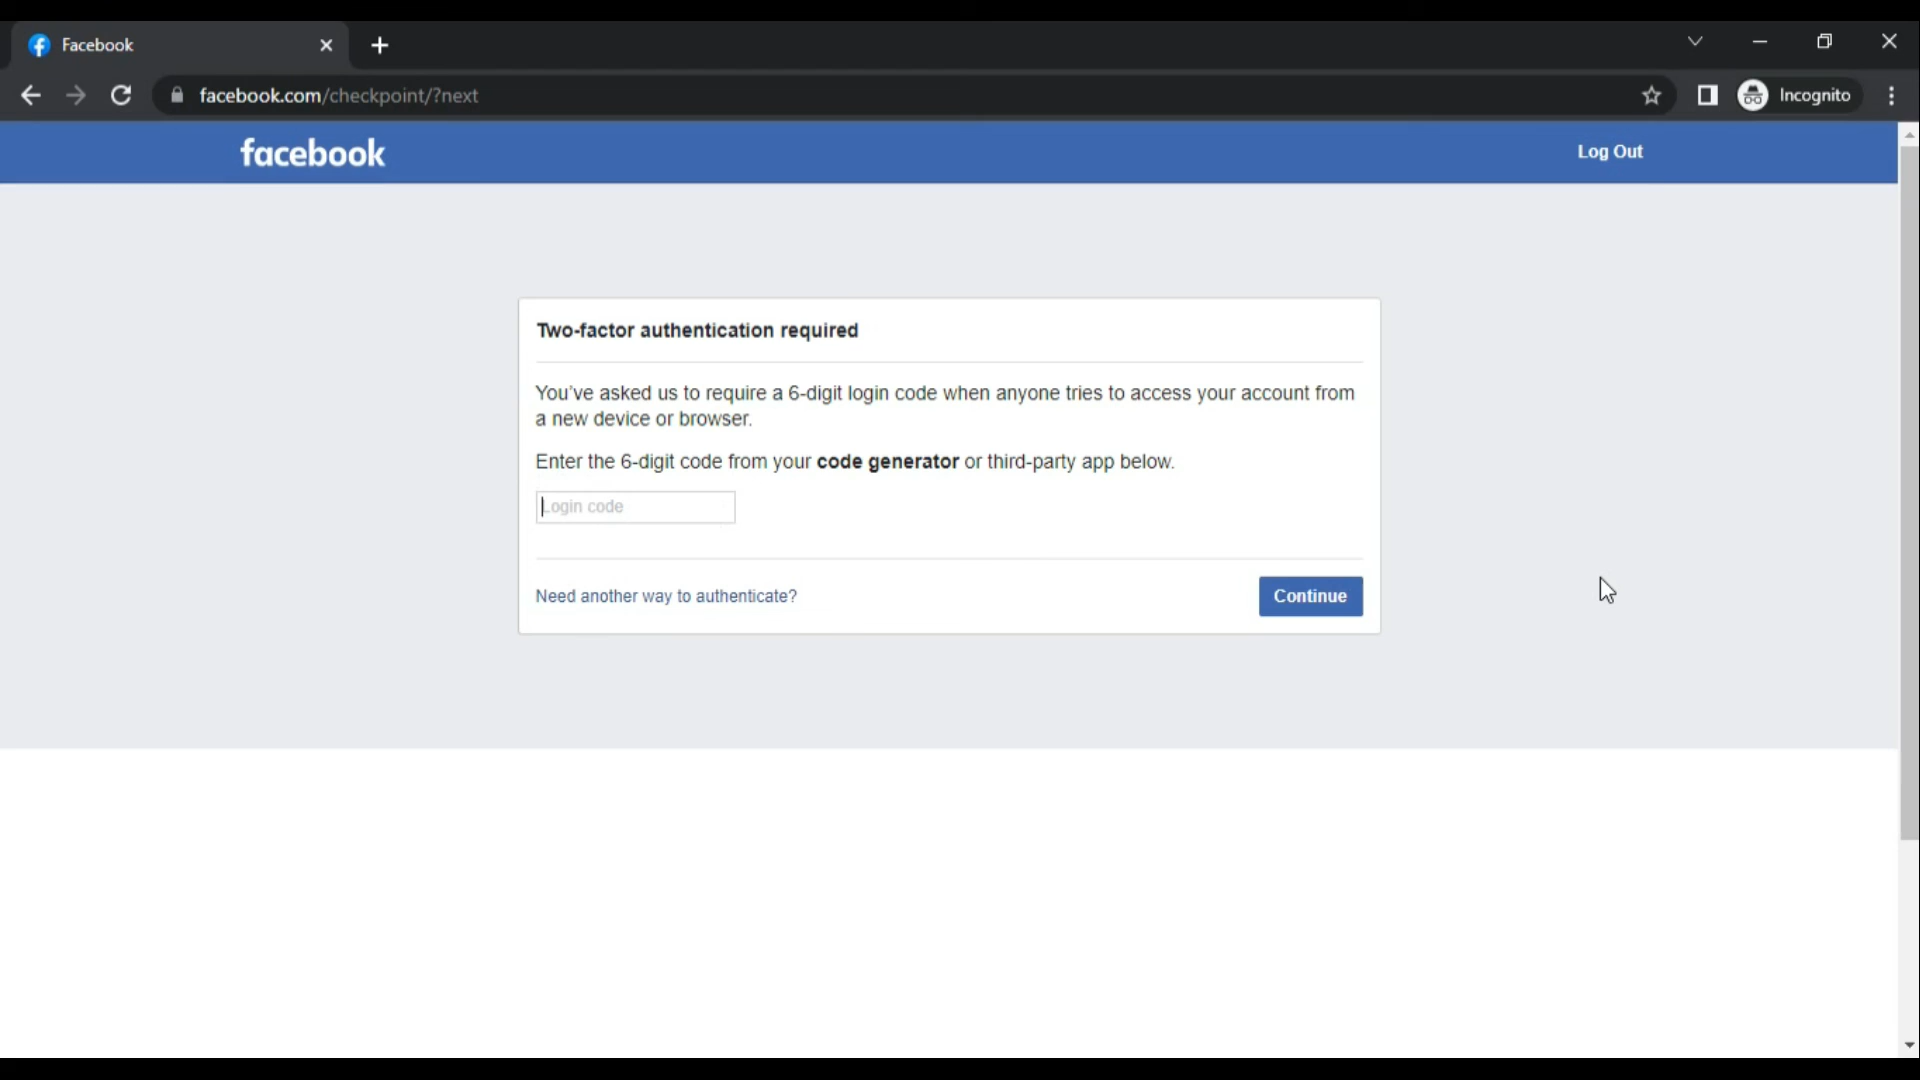 Facebook
facebook.com/checkpoint/?next
Incognito
facebook
Log Out
Two-factor authentication required
You've asked us to require a 6-digit login code when anyone tries to access your account from
a new device or browser.
Enter the 6-digit code from your code generator or third-party app below.
Login code
Need another way to authenticate?
Continue